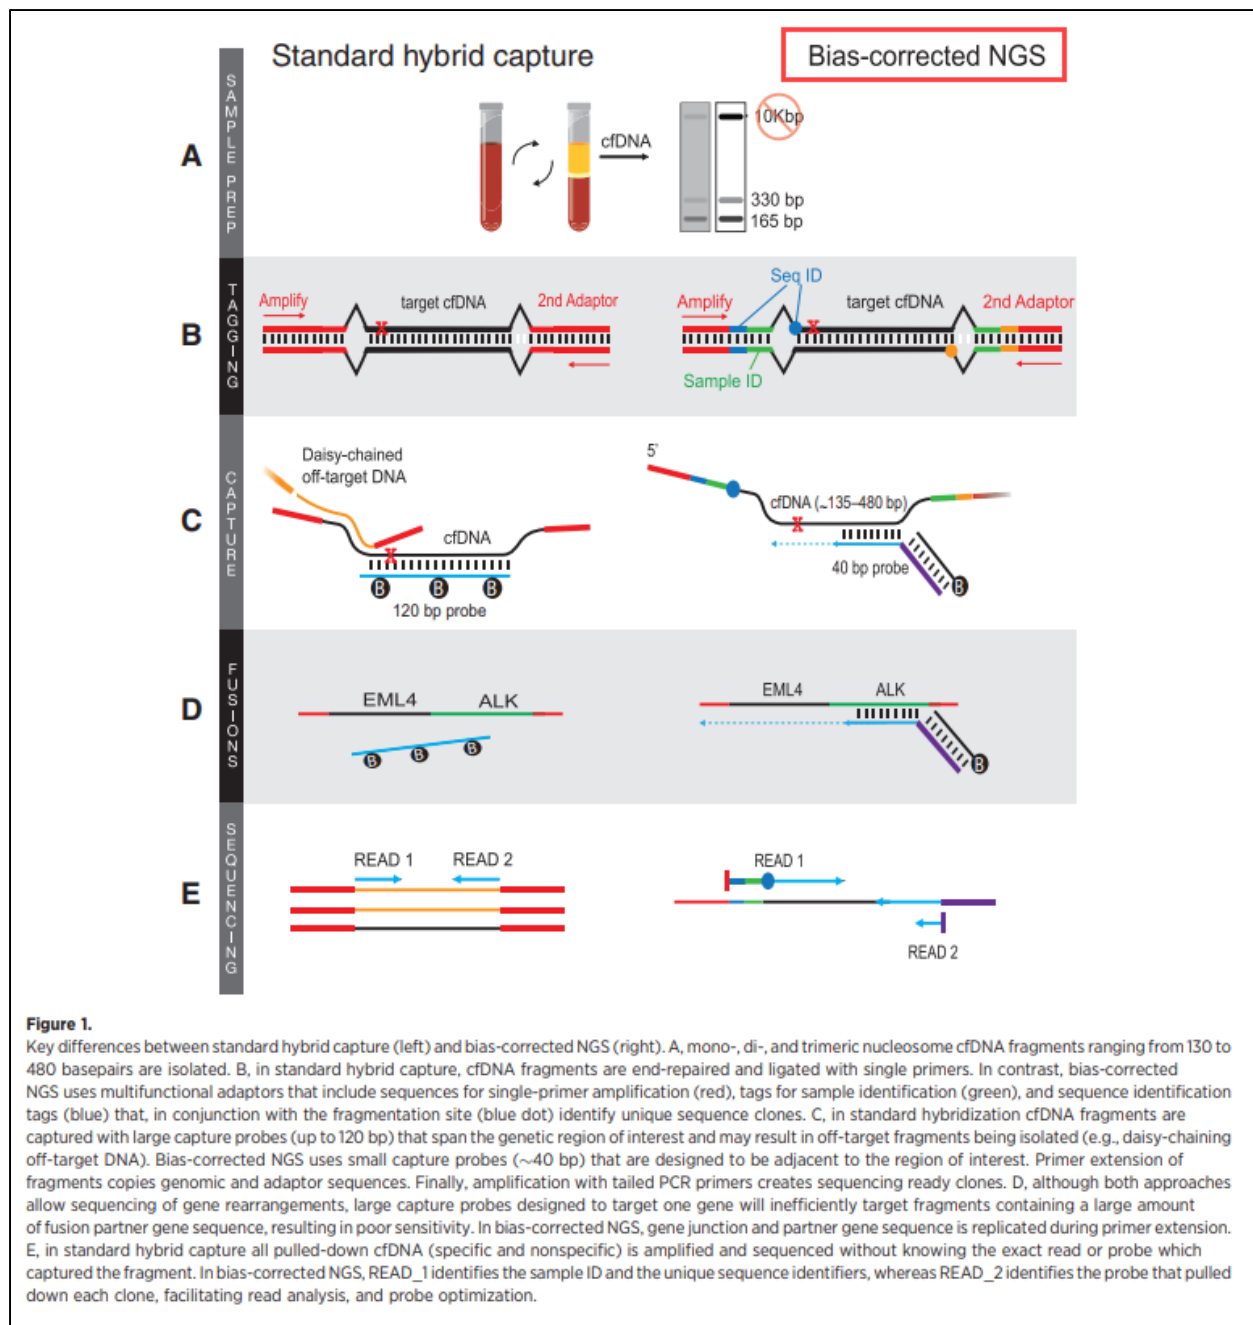 Standard hybrid capture
Bias-corrected NGS
SAMPLE PREP
A
cfDNA
10Kbp
330 bp
165 bp
TAGGING
B
Amplify
target cfDNA
2nd Adaptor
Seq ID
Amplify
target cfDNA
2nd Adaptor
Sample ID
X
X
CAPTURE
C
Daisy-chained
off-target DNA
cfDNA
X
B B B
120 bp probe
5'
cfDNA (~135–480 bp)
X
40 bp probe
B
FUSIONS
D
EML4 ALK
B B B
EML4 ALK
B
SEQUENCING
E
READ 1 READ 2
READ 1
READ 2
Figure 1.
Key differences between standard hybrid capture (left) and bias-corrected NGS (right). A, mono-, di-, and trimeric nucleosome cfDNA fragments ranging from 130 to
480 basepairs are isolated. B, in standard hybrid capture, cfDNA fragments are end-repaired and ligated with single primers. In contrast, bias-corrected
NGS uses multifunctional adaptors that include sequences for single-primer amplification (red), tags for sample identification (green), and sequence identification
tags (blue) that, in conjunction with the fragmentation site (blue dot) identify unique sequence clones. C, in standard hybridization cfDNA fragments are
captured with large capture probes (up to 120 bp) that span the genetic region of interest and may result in off-target fragments being isolated (e.g., daisy-chaining
off-target DNA). Bias-corrected NGS uses small capture probes (∼40 bp) that are designed to be adjacent to the region of interest. Primer extension of
fragments copies genomic and adaptor sequences. Finally, amplification with tailed PCR primers creates sequencing ready clones. D, although both approaches
allow sequencing of gene rearrangements, large capture probes designed to target one gene will inefficiently target fragments containing a large amount
of fusion partner gene sequence, resulting in poor sensitivity. In bias-corrected NGS, gene junction and partner gene sequence is replicated during primer extension.
E, in standard hybrid capture all pulled-down cfDNA (specific and nonspecific) is amplified and sequenced without knowing the exact read or probe which
captured the fragment. In bias-corrected NGS, READ_1 identifies the sample ID and the unique sequence identifiers, whereas READ_2 identifies the probe that pulled
down each clone, facilitating read analysis, and probe optimization.